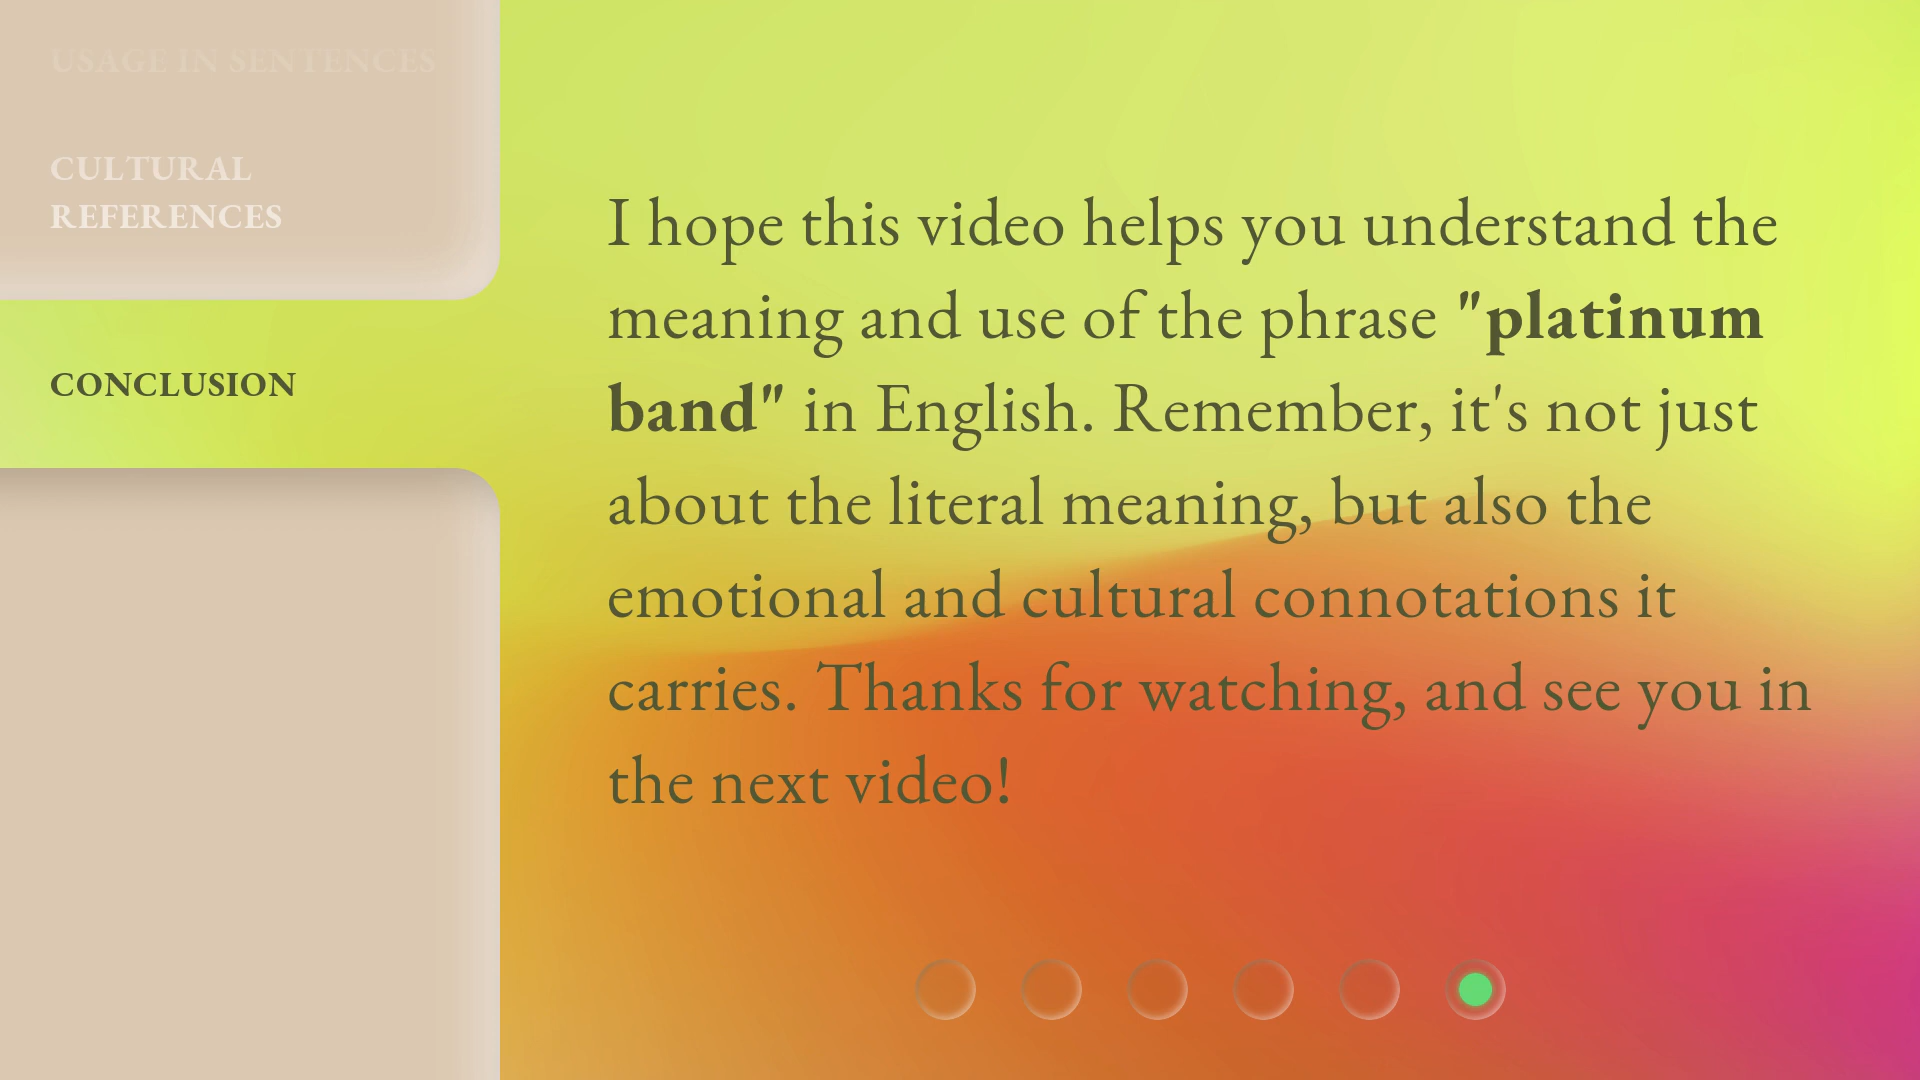 USAGE IN SENTENCES
CULTURAL
REFERENCES
CONCLUSION
I hope this video helps you understand the
meaning and use of the phrase "platinum
band" in English. Remember, it's not just
about the literal meaning, but also the
emotional and cultural connotations it
carries. Thanks for watching, and see you in
the next video!